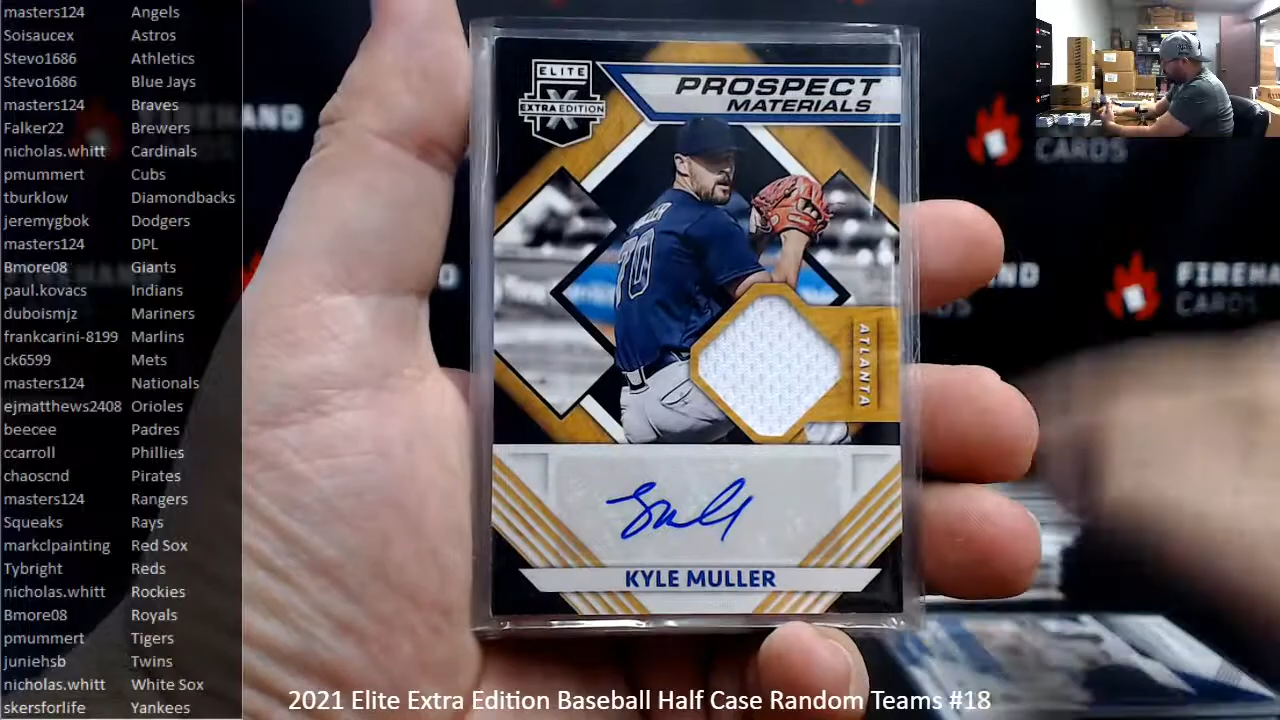 masters124 Angels
Soisaucex Astros
Stevo1686 Athletics
Stevo1686 Blue Jays
masters124 Braves
Falker22 Brewers
nicholas.whitt Cardinals
pmummert Cubs
tburklow Diamondbacks
jeremygbok Dodgers
masters124 DPL
Bmore08 Giants
paul.kovacs Indians
duboismjz Mariners
frankcarini-8199 Marlins
ck6599 Mets
masters124 Nationals
ejmatthews2408 Orioles
beecee Padres
ccarroll Phillies
chaoscnd Pirates
masters124 Rangers
Squeaks Rays
markclpainting Red Sox
Tybright Reds
nicholas.whitt Rockies
Bmore08 Royals
pmummert Tigers
juniehsb Twins
nicholas.whitt White Sox
skersforlife Yankees
ELITE
X
EXTRA EDITION
PROSPECT
MATERIALS
70
ATLANTA
KYLE MULLER
CARDS
FIREHAND
CARDS
2021 Elite Extra Edition Baseball Half Case Random Teams #18